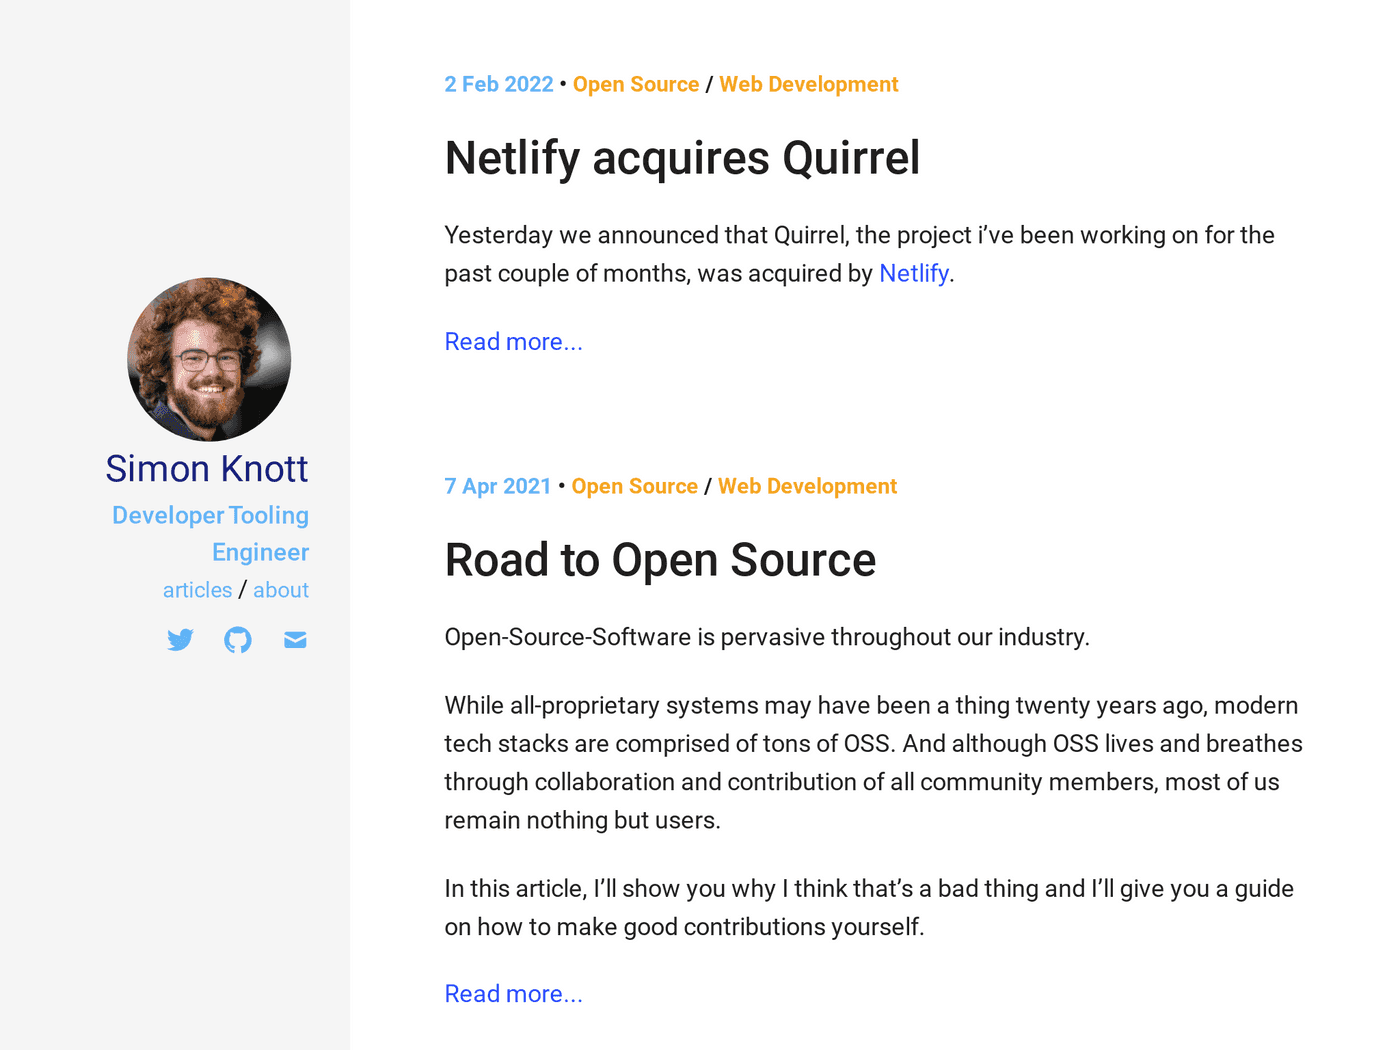 Simon Knott
Developer Tooling
Engineer
articles / about
2 Feb 2022 • Open Source / Web Development
Netlify acquires Quirrel
Yesterday we announced that Quirrel, the project i’ve been working on for the
past couple of months, was acquired by Netlify.
Read more...
7 Apr 2021 • Open Source / Web Development
Road to Open Source
Open-Source-Software is pervasive throughout our industry.
While all-proprietary systems may have been a thing twenty years ago, modern
tech stacks are comprised of tons of OSS. And although OSS lives and breathes
through collaboration and contribution of all community members, most of us
remain nothing but users.
In this article, I’ll show you why I think that’s a bad thing and I’ll give you a guide
on how to make good contributions yourself.
Read more...